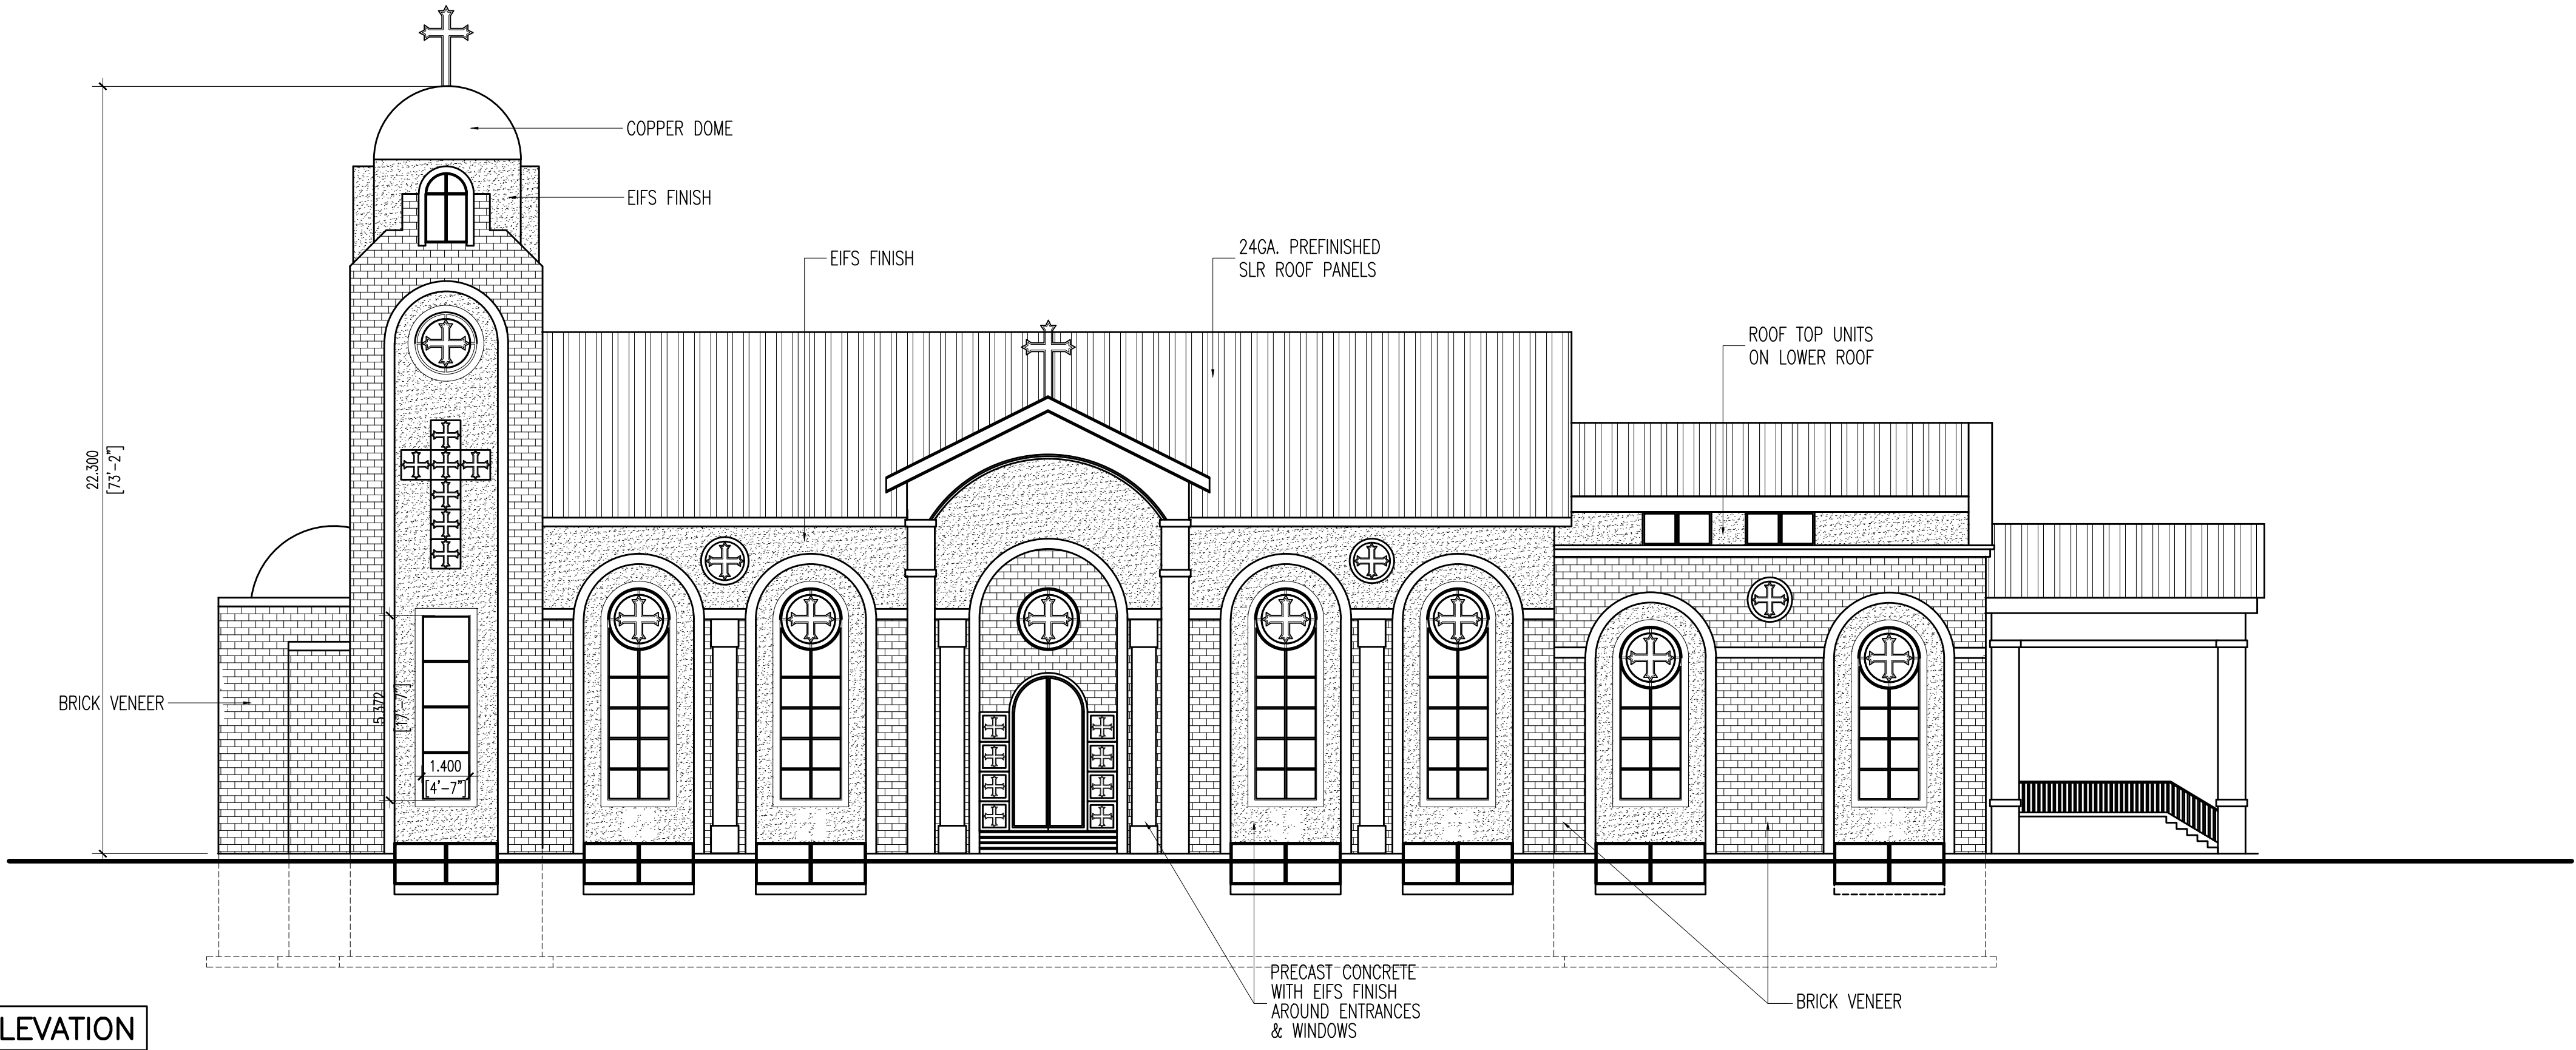 COPPER DOME
EIFS FINISH
EIFS FINISH
24GA. PREFINISHED
SLR ROOF PANELS
ROOF TOP UNITS
ON LOWER ROOF
22.300
[73'-2"]
BRICK VENEER
5.372
[17'-7"]
1.400
[4'-7"]
PRECAST CONCRETE
WITH EIFS FINISH
AROUND ENTRANCES
& WINDOWS
BRICK VENEER
LEVATION